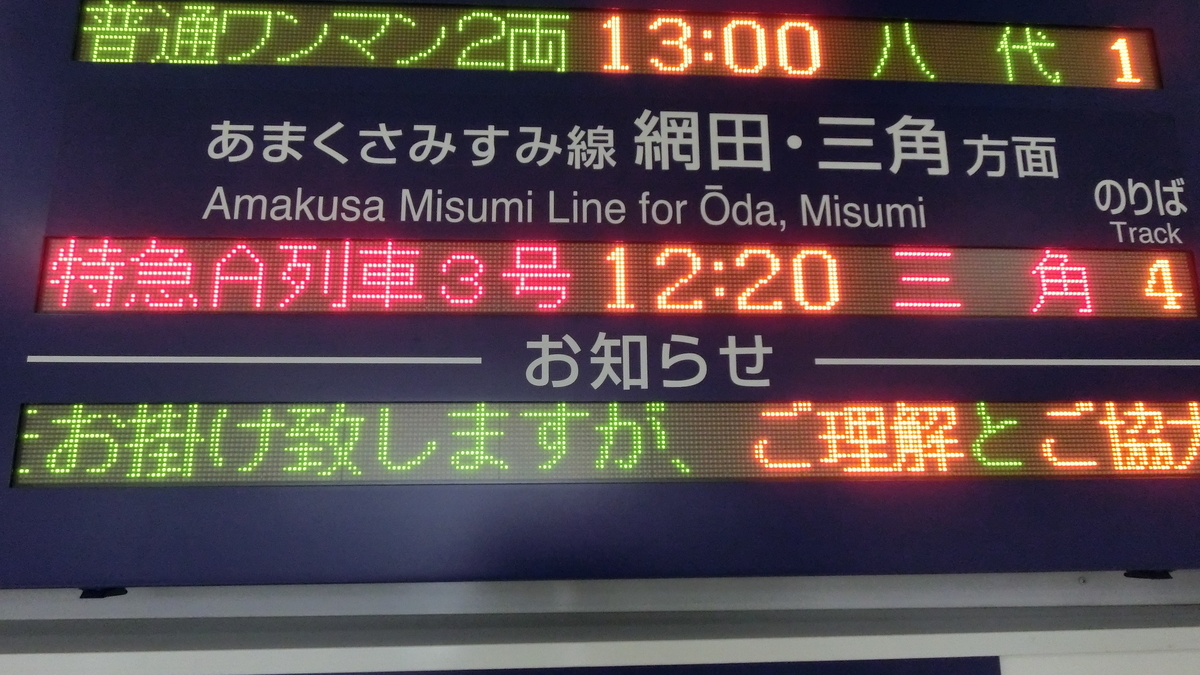 普通ワンマン2両 13:00 八代 1
あまくさみすみ線 網田・三角 方面
Amakusa Misumi Line for Ōda, Misumi
のりば
Track
特急A列車3号 12:20 三角 4
お知らせ
お掛け致しますが、ご理解とご協